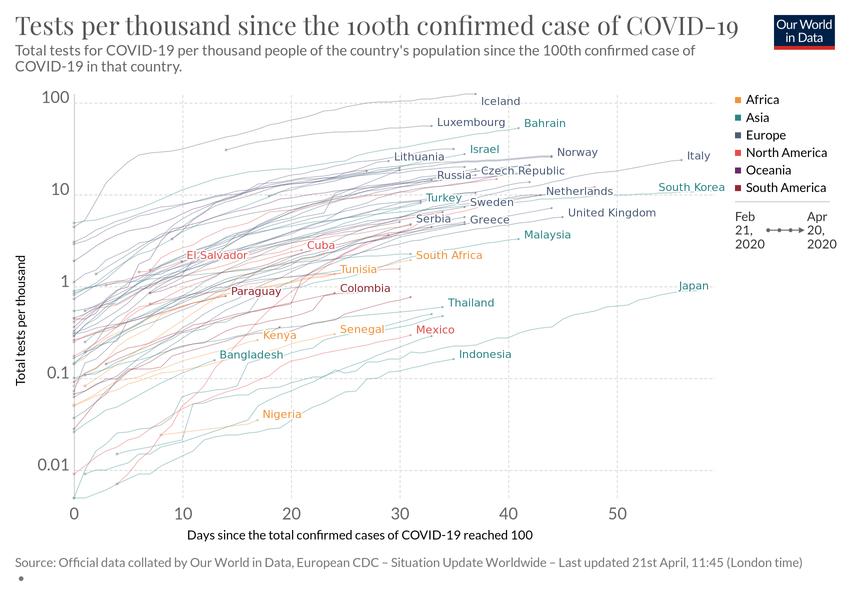 Tests per thousand since the 100th confirmed case of COVID-19
Our World
in Data
Total tests for COVID-19 per thousand people of the country's population since the 100th confirmed case of
COVID-19 in that country.
100
10
1
0.1
0.01
Total tests per thousand
Iceland
Luxembourg
Bahrain
Israel
Lithuania
Norway
Italy
Russia
Czech Republic
South Korea
Netherlands
Turkey
Sweden
United Kingdom
Serbia
Greece
Malaysia
Cuba
El Salvador
South Africa
Tunisia
Paraguay
Colombia
Japan
Thailand
Kenya
Senegal
Mexico
Bangladesh
Indonesia
Nigeria
0
10
20
30
40
50
Days since the total confirmed cases of COVID-19 reached 100
Africa
Asia
Europe
North America
Oceania
South America
Feb
21,
2020
Apr
20,
2020
Source: Official data collated by Our World in Data, European CDC – Situation Update Worldwide – Last updated 21st April, 11:45 (London time)
•